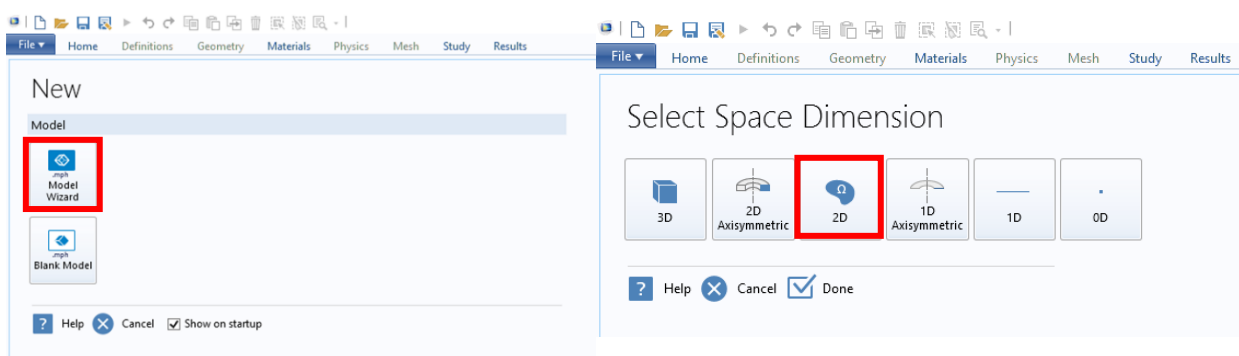 File Home Definitions Geometry Materials Physics Mesh Study Results
New
Model
.mph
Model
Wizard
.mph
Blank Model
? Help Cancel Show on startup
File Home Definitions Geometry Materials Physics Mesh Study Results
Select Space Dimension
3D
2D
Axisymmetric
Ω
2D
1D
Axisymmetric
1D
0D
? Help Cancel Done